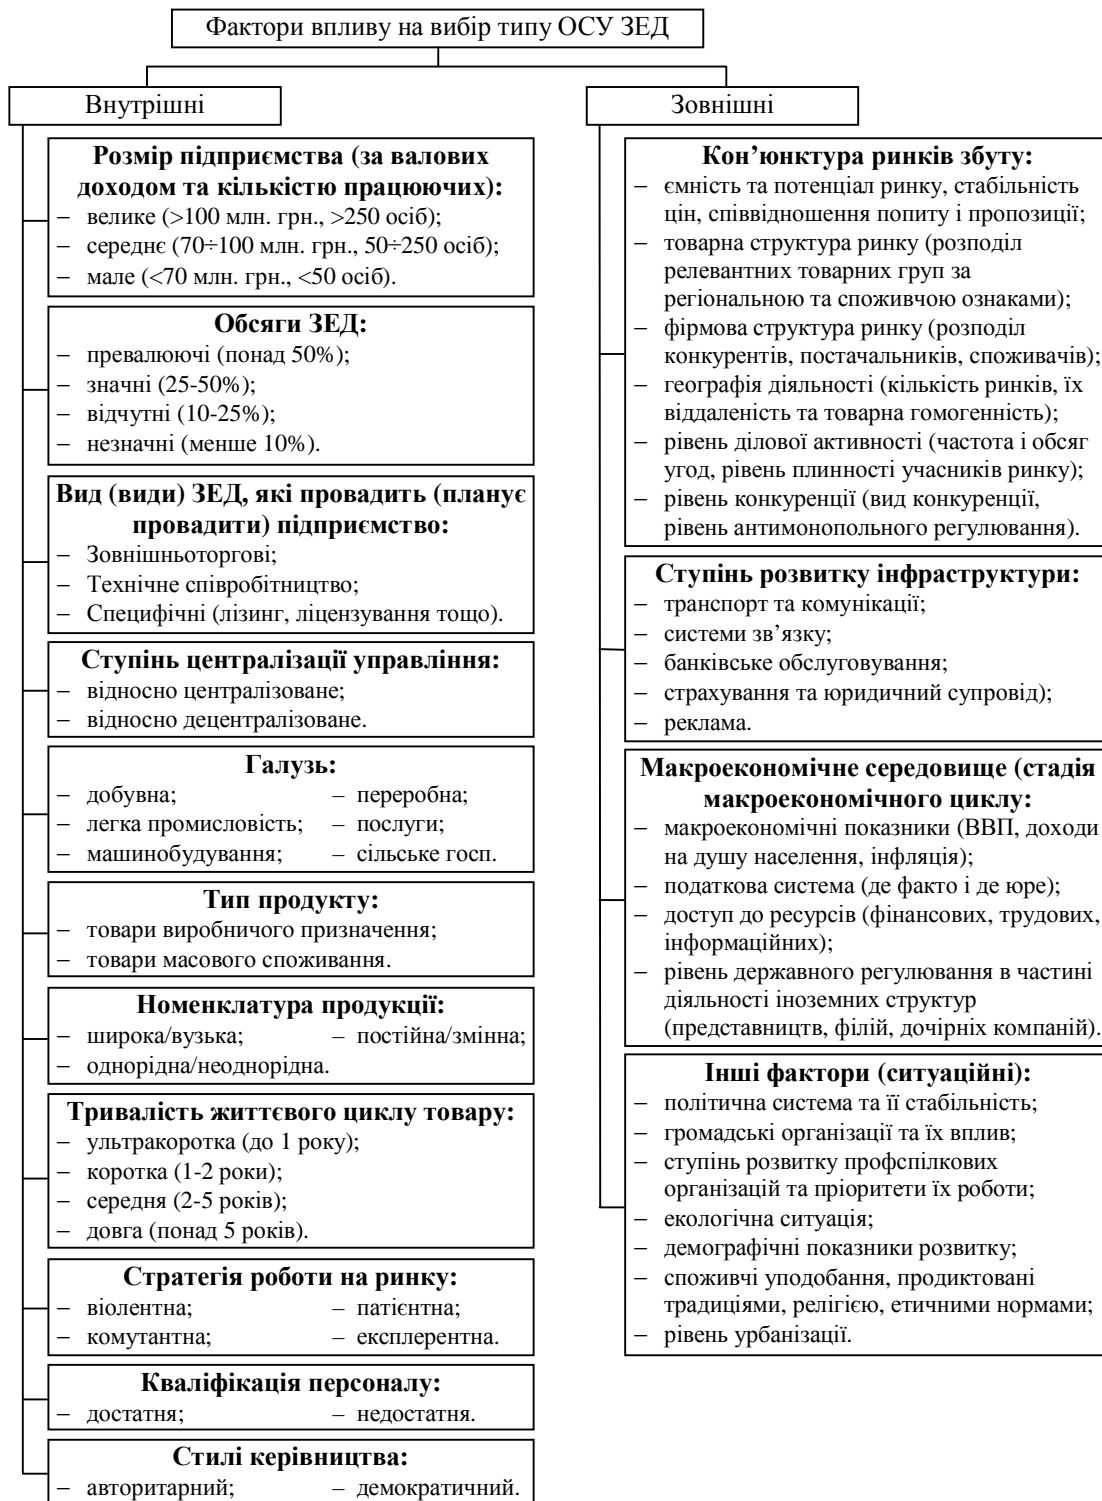 Фактори впливу на вибір типу ОСУ ЗЕД
Внутрішні
Розмір підприємства (за валових
доходом та кількістю працюючих):
– велике (>100 млн. грн., >250 осіб);
– середнє (70÷100 млн. грн., 50÷250 осіб);
– мале (<70 млн. грн., <50 осіб).
Обсяги ЗЕД:
– превалюючі (понад 50%);
– значні (25-50%);
– відчутні (10-25%);
– незначні (менше 10%).
Вид (види) ЗЕД, які провадить (планує
провадити) підприємство:
– Зовнішньоторгові;
– Технічне співробітництво;
– Специфічні (лізинг, ліцензування тощо).
Ступінь централізації управління:
– відносно централізоване;
– відносно децентралізоване.
Галузь:
– добувна; – переробна;
– легка промисловість; – послуги;
– машинобудування; – сільське госп.
Тип продукту:
– товари виробничого призначення;
– товари масового споживання.
Номенклатура продукції:
– широка/вузька; – постійна/змінна;
– однорідна/неоднорідна.
Тривалість життєвого циклу товару:
– ультракоротка (до 1 року);
– коротка (1-2 роки);
– середня (2-5 років);
– довга (понад 5 років).
Стратегія роботи на ринку:
– віолентна; – патієнтна;
– комутантна; – експлерентна.
Кваліфікація персоналу:
– достатня; – недостатня.
Стилі керівництва:
– авторитарний; – демократичний.
Зовнішні
Кон’юнктура ринків збуту:
– ємність та потенціал ринку, стабільність
цін, співвідношення попиту і пропозиції;
– товарна структура ринку (розподіл
релевантних товарних груп за
регіональною та споживчою ознаками);
– фірмова структура ринку (розподіл
конкурентів, постачальників, споживачів);
– географія діяльності (кількість ринків, їх
віддаленість та товарна гомогенність);
– рівень ділової активності (частота і обсяг
угод, рівень плинності учасників ринку);
– рівень конкуренції (вид конкуренції,
рівень антимонопольного регулювання).
Ступінь розвитку інфраструктури:
– транспорт та комунікації;
– системи зв’язку;
– банківське обслуговування;
– страхування та юридичний супровід);
– реклама.
Макроекономічне середовище (стадія
макроекономічного циклу:
– макроекономічні показники (ВВП, доходи
на душу населення, інфляція);
– податкова система (де факто і де юре);
– доступ до ресурсів (фінансових, трудових,
інформаційних);
– рівень державного регулювання в частині
діяльності іноземних структур
(представництв, філій, дочірніх компаній).
Інші фактори (ситуаційні):
– політична система та її стабільність;
– громадські організації та їх вплив;
– ступінь розвитку профспілкових
організацій та пріоритети їх роботи;
– екологічна ситуація;
– демографічні показники розвитку;
– споживчі уподобання, продиктовані
традиціями, релігією, етичними нормами;
– рівень урбанізації.